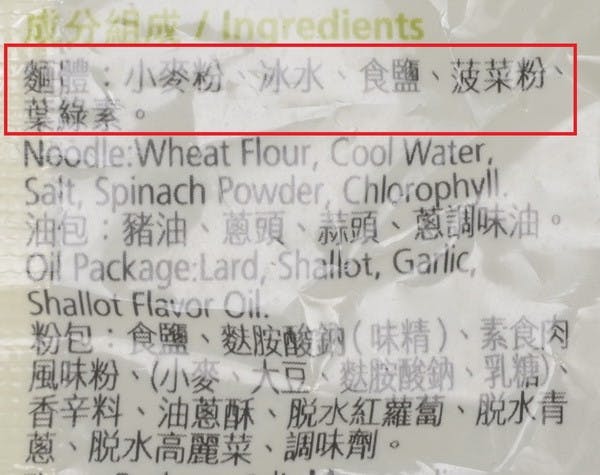 成分組成 / Ingredients
麵體：小麥粉、冰水、食鹽、菠菜粉、
葉綠素。
Noodle:Wheat Flour, Cool Water,
Salt, Spinach Powder, Chlorophyll.
油包：豬油、蔥頭、蒜頭、蔥調味油。
Oil Package:Lard, Shallot, Garlic,
Shallot Flavor Oil.
粉包：食鹽、麩胺酸鈉(味精)、素食肉
風味粉、(小麥、大豆、麩胺酸鈉、乳糖)、
香辛料、油蔥酥、脫水紅蘿蔔、脫水青
蔥、脫水高麗菜、調味劑。